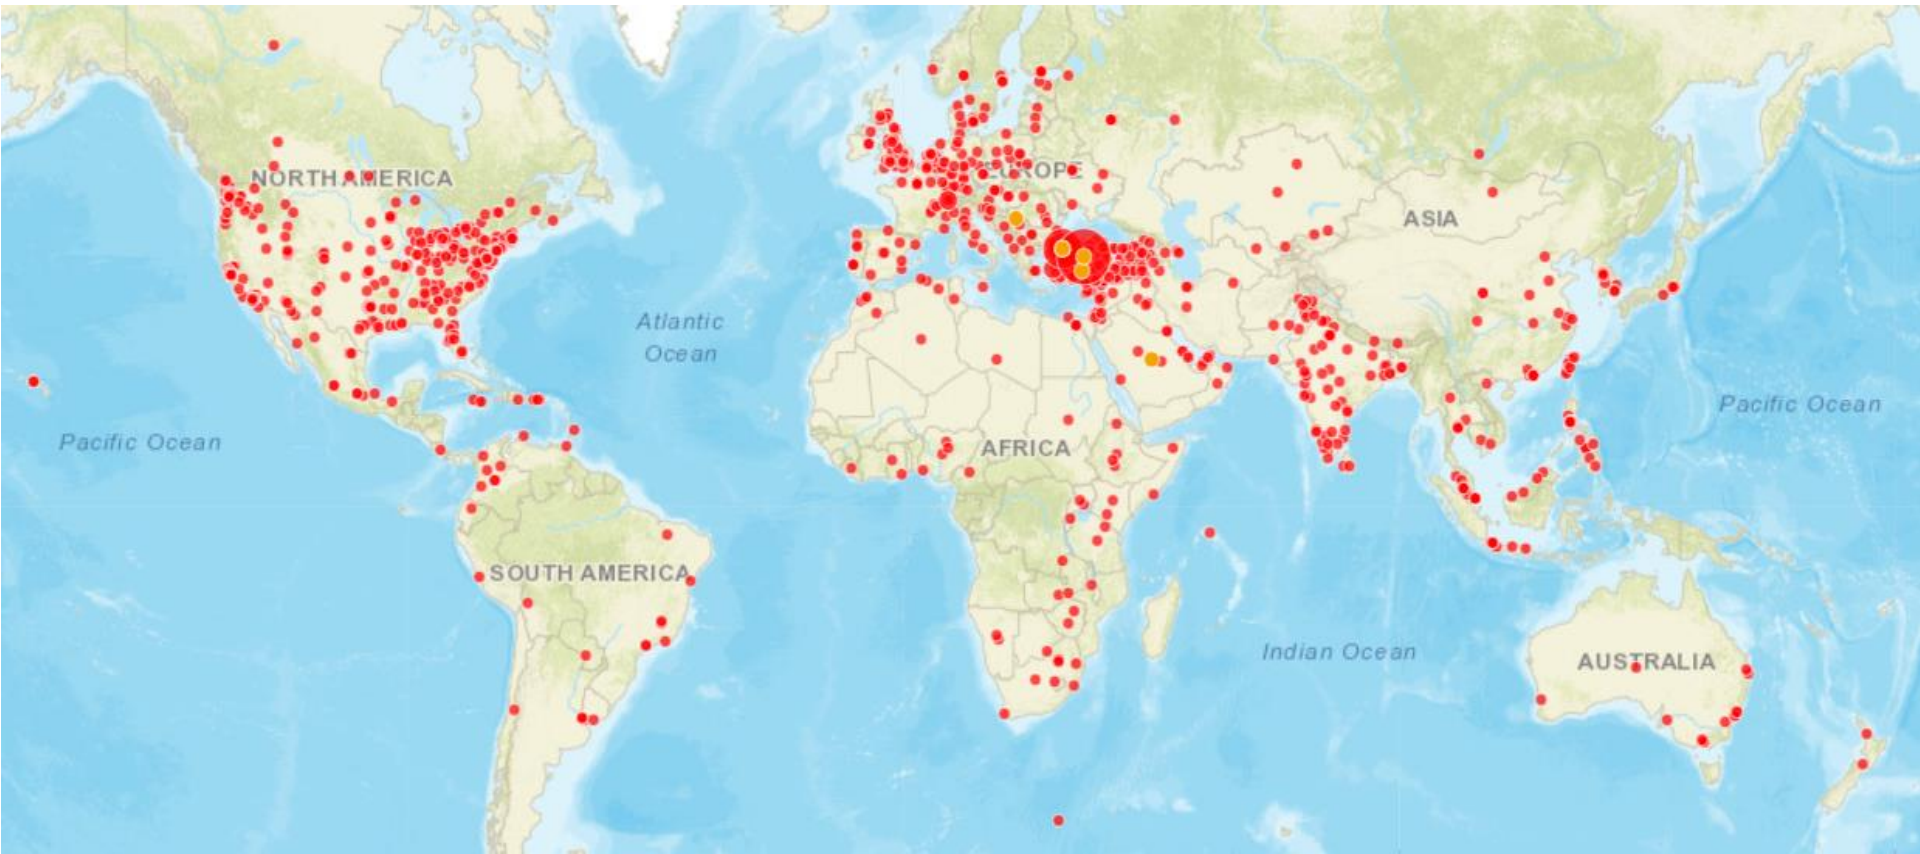 NORTH AMERICA
EUROPE
ASIA
Atlantic
Ocean
Pacific Ocean
Pacific Ocean
AFRICA
SOUTH AMERICA
Indian Ocean
AUSTRALIA